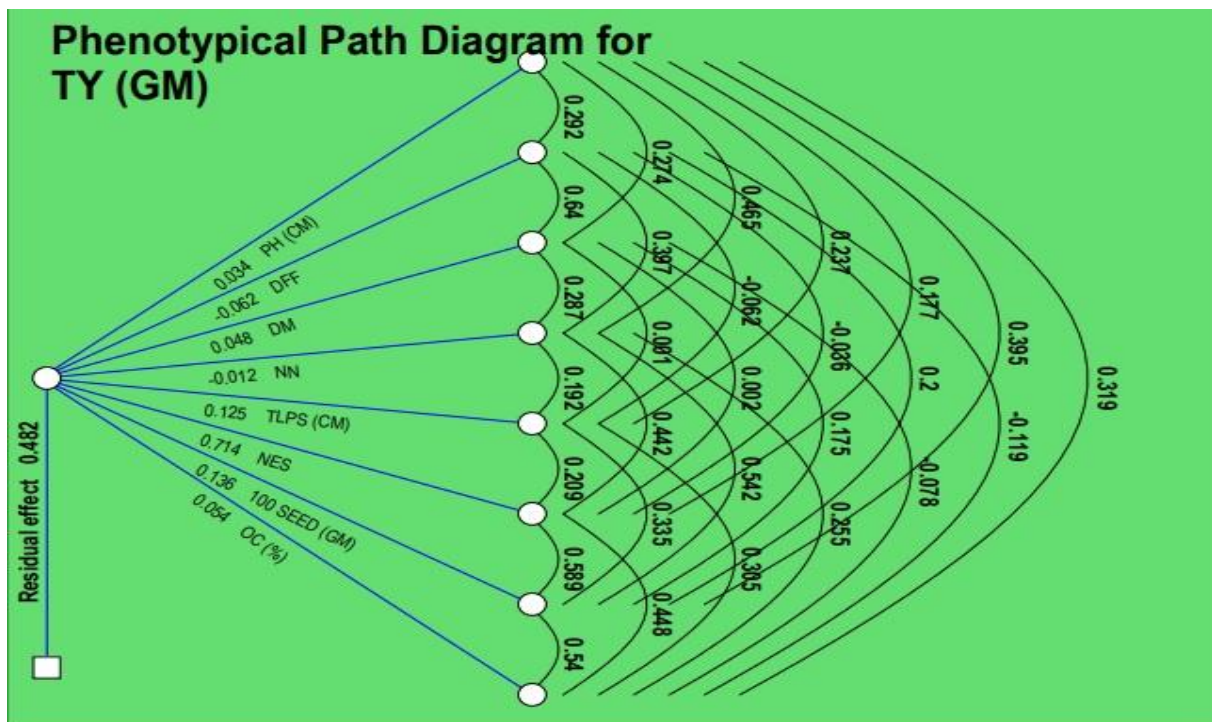 Phenotypical Path Diagram for
TY (GM)
0.034 PH (CM)
-0.062 DFF
0.048 DM
-0.012 NN
0.125 TLPS (CM)
0.714 NES
0.136 100 SEED (GM)
0.054 OC (%)
Residual effect 0.482
0.292
0.64
0.287
0.192
0.209
0.589
0.54
0.274
0.397
0.442
0.335
0.448
0.465
-0.062
0.002
0.542
0.305
0.237
-0.036
0.175
0.255
0.177
0.2
-0.078
0.395
-0.119
0.319